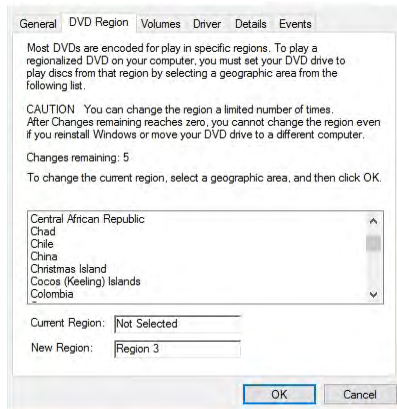 General DVD Region Volumes Driver Details Events
Most DVDs are encoded for play in specific regions. To play a
regionalized DVD on your computer, you must set your DVD drive to
play discs from that region by selecting a geographic area from the
following list.
CAUTION You can change the region a limited number of times.
After Changes remaining reaches zero, you cannot change the region even
if you reinstall Windows or move your DVD drive to a different computer.
Changes remaining: 5
To change the current region, select a geographic area, and then click OK.
Central African Republic
Chad
Chile
China
Christmas Island
Cocos (Keeling) Islands
Colombia
Current Region: Not Selected
New Region: Region 3
OK Cancel